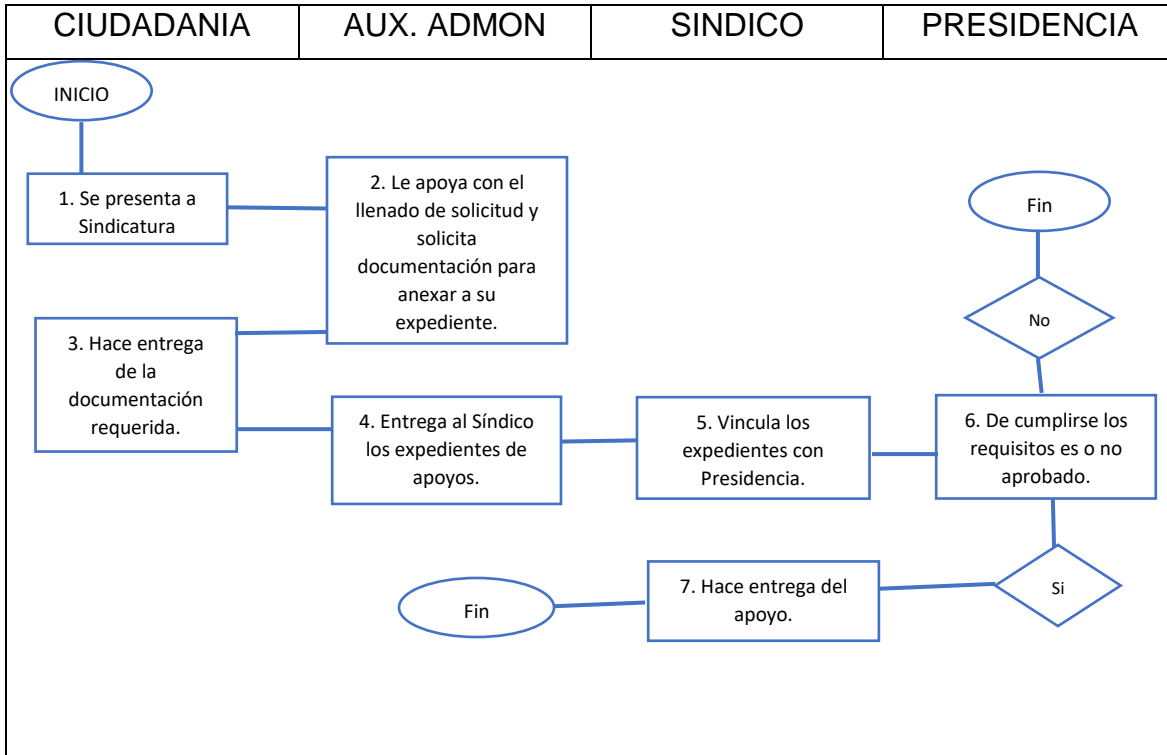 CIUDADANIA AUX. ADMON SINDICO PRESIDENCIA
INICIO
1. Se presenta a
Sindicatura
2. Le apoya con el
llenado de solicitud y
solicita
documentación para
anexar a su
expediente.
Fin
No
3. Hace entrega
de la
documentación
requerida.
4. Entrega al Síndico
los expedientes de
apoyos.
5. Vincula los
expedientes con
Presidencia.
6. De cumplirse los
requisitos es o no
aprobado.
Si
7. Hace entrega del
apoyo.
Fin